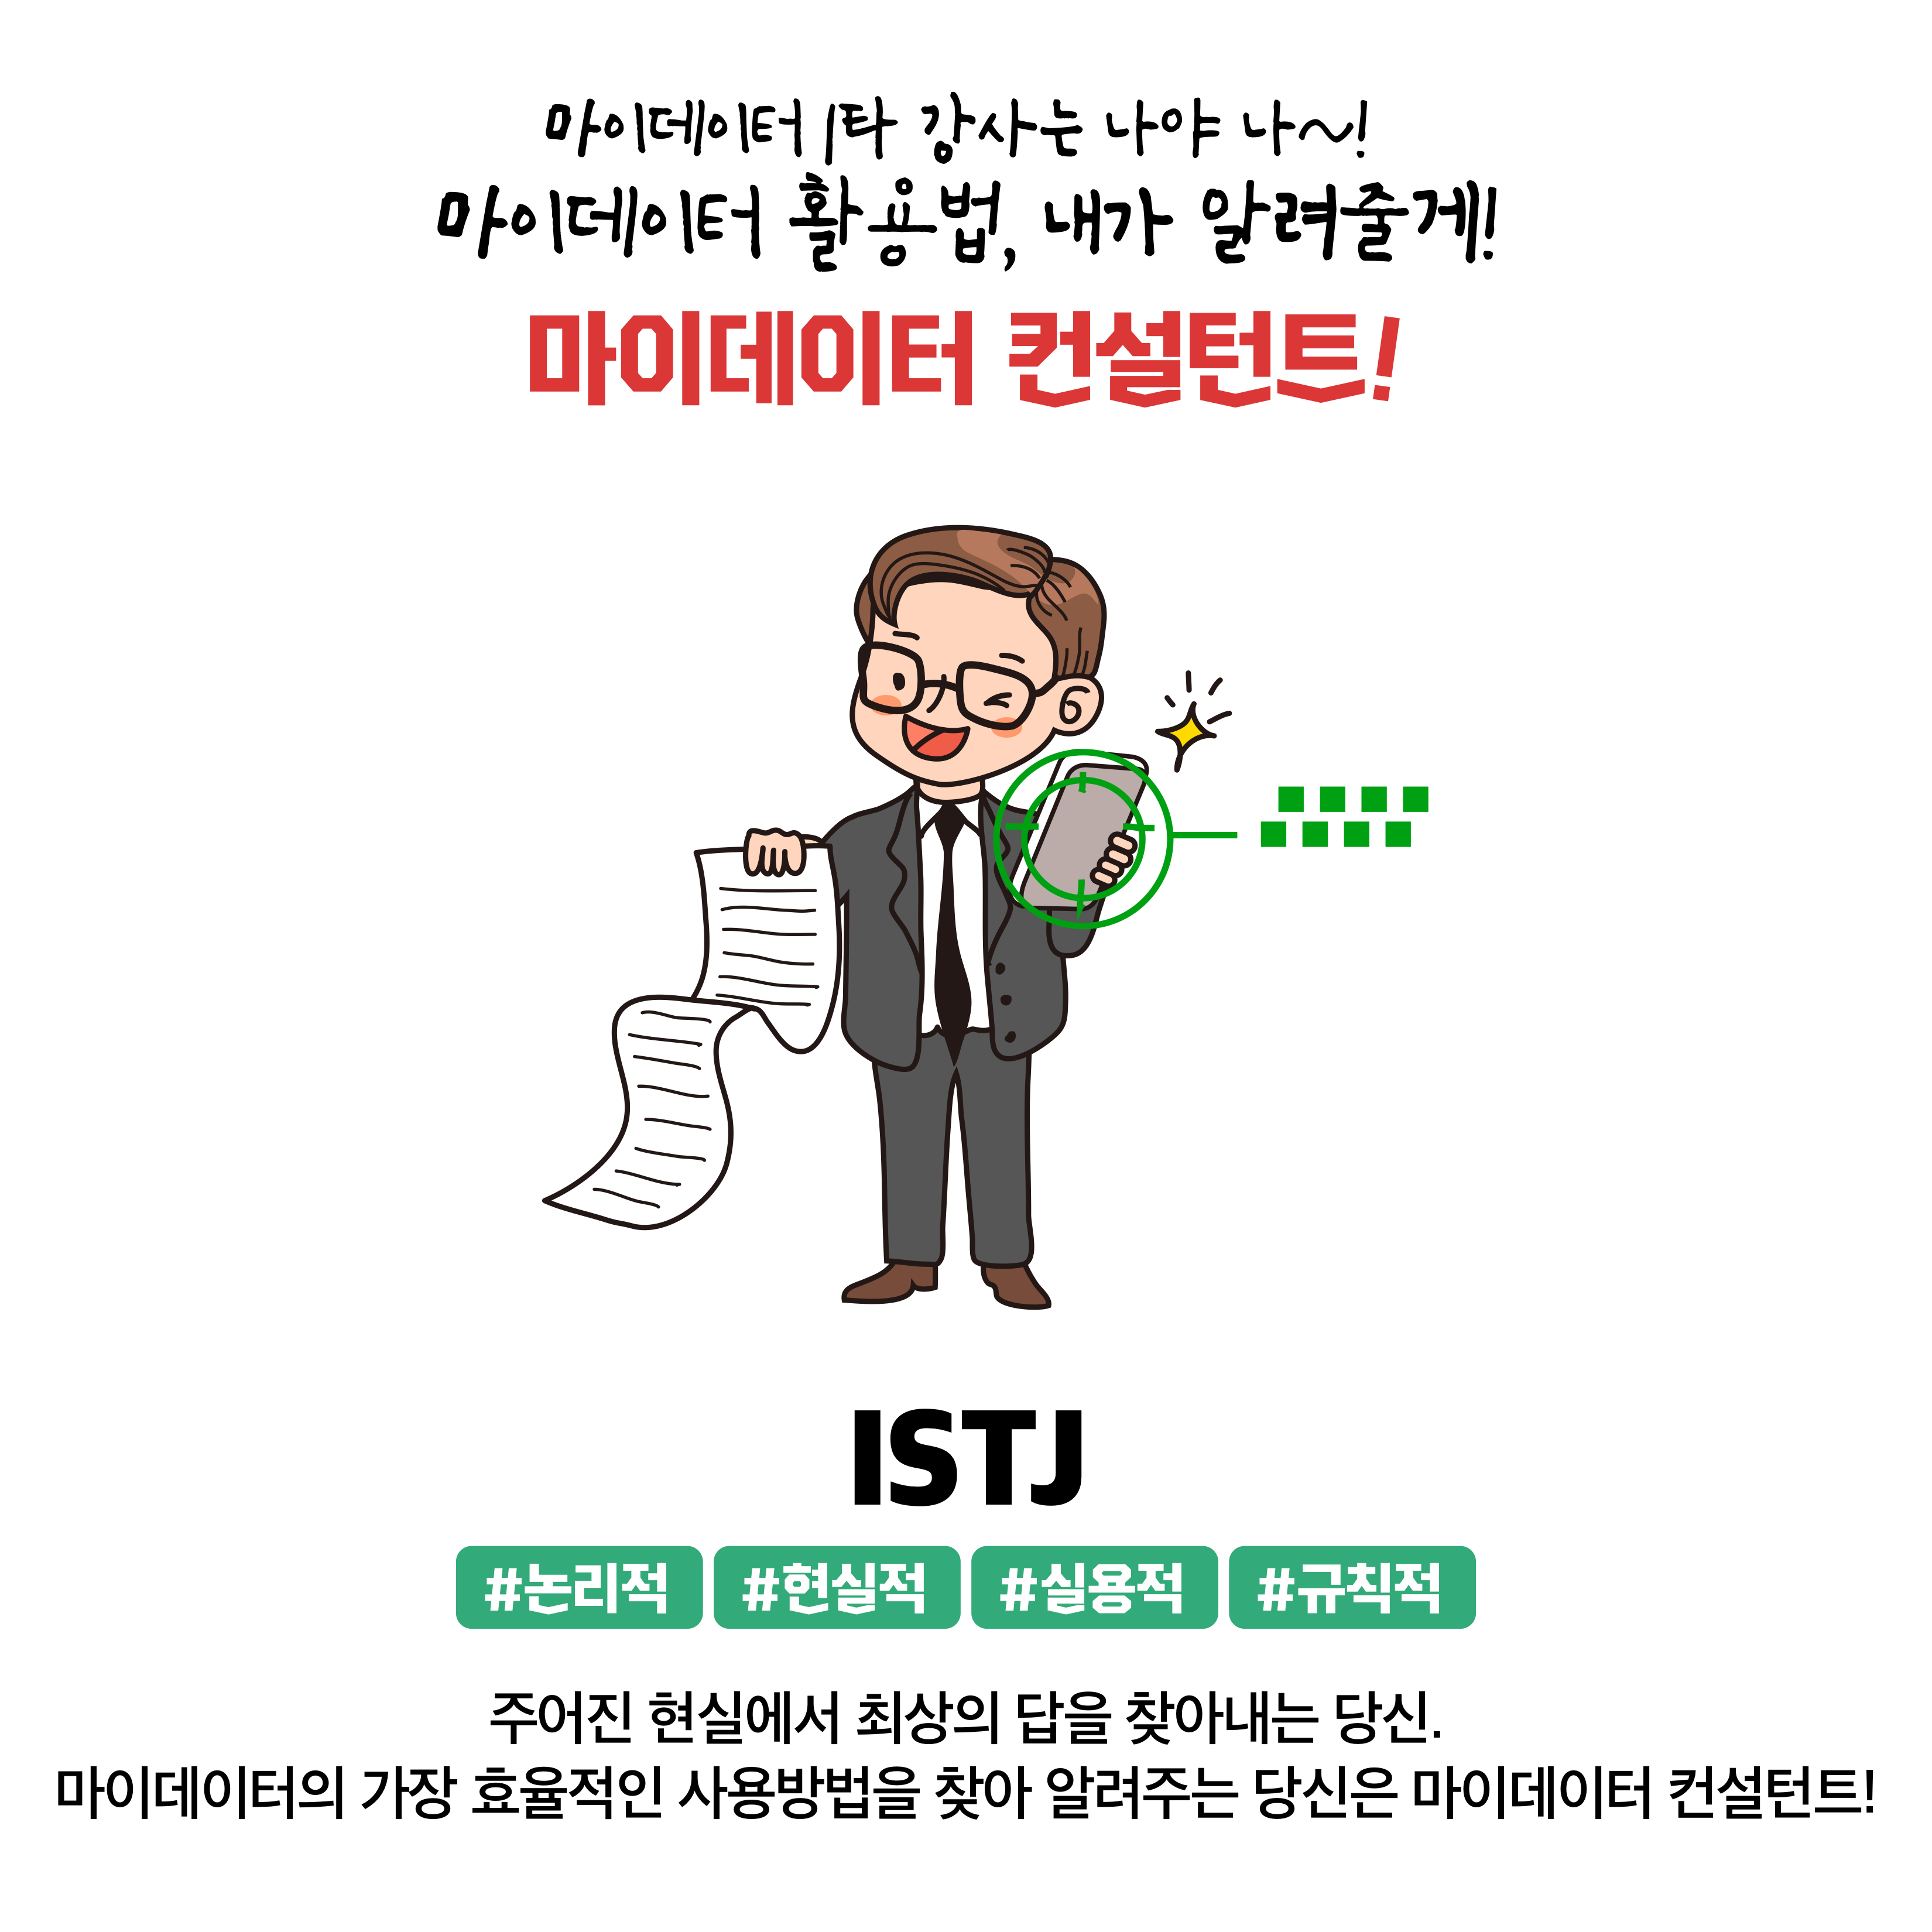 마이데이터 1타 강사는 나야 나~!
마이데이터 활용법, 내가 알려줄게!
마이데이터 컨설턴트!
ISTJ
#논리적 #현실적 #실용적 #규칙적
주어진 현실에서 최상의 답을 찾아내는 당신.
마이데이터의 가장 효율적인 사용방법을 찾아 알려주는 당신은 마이데이터 컨설턴트!